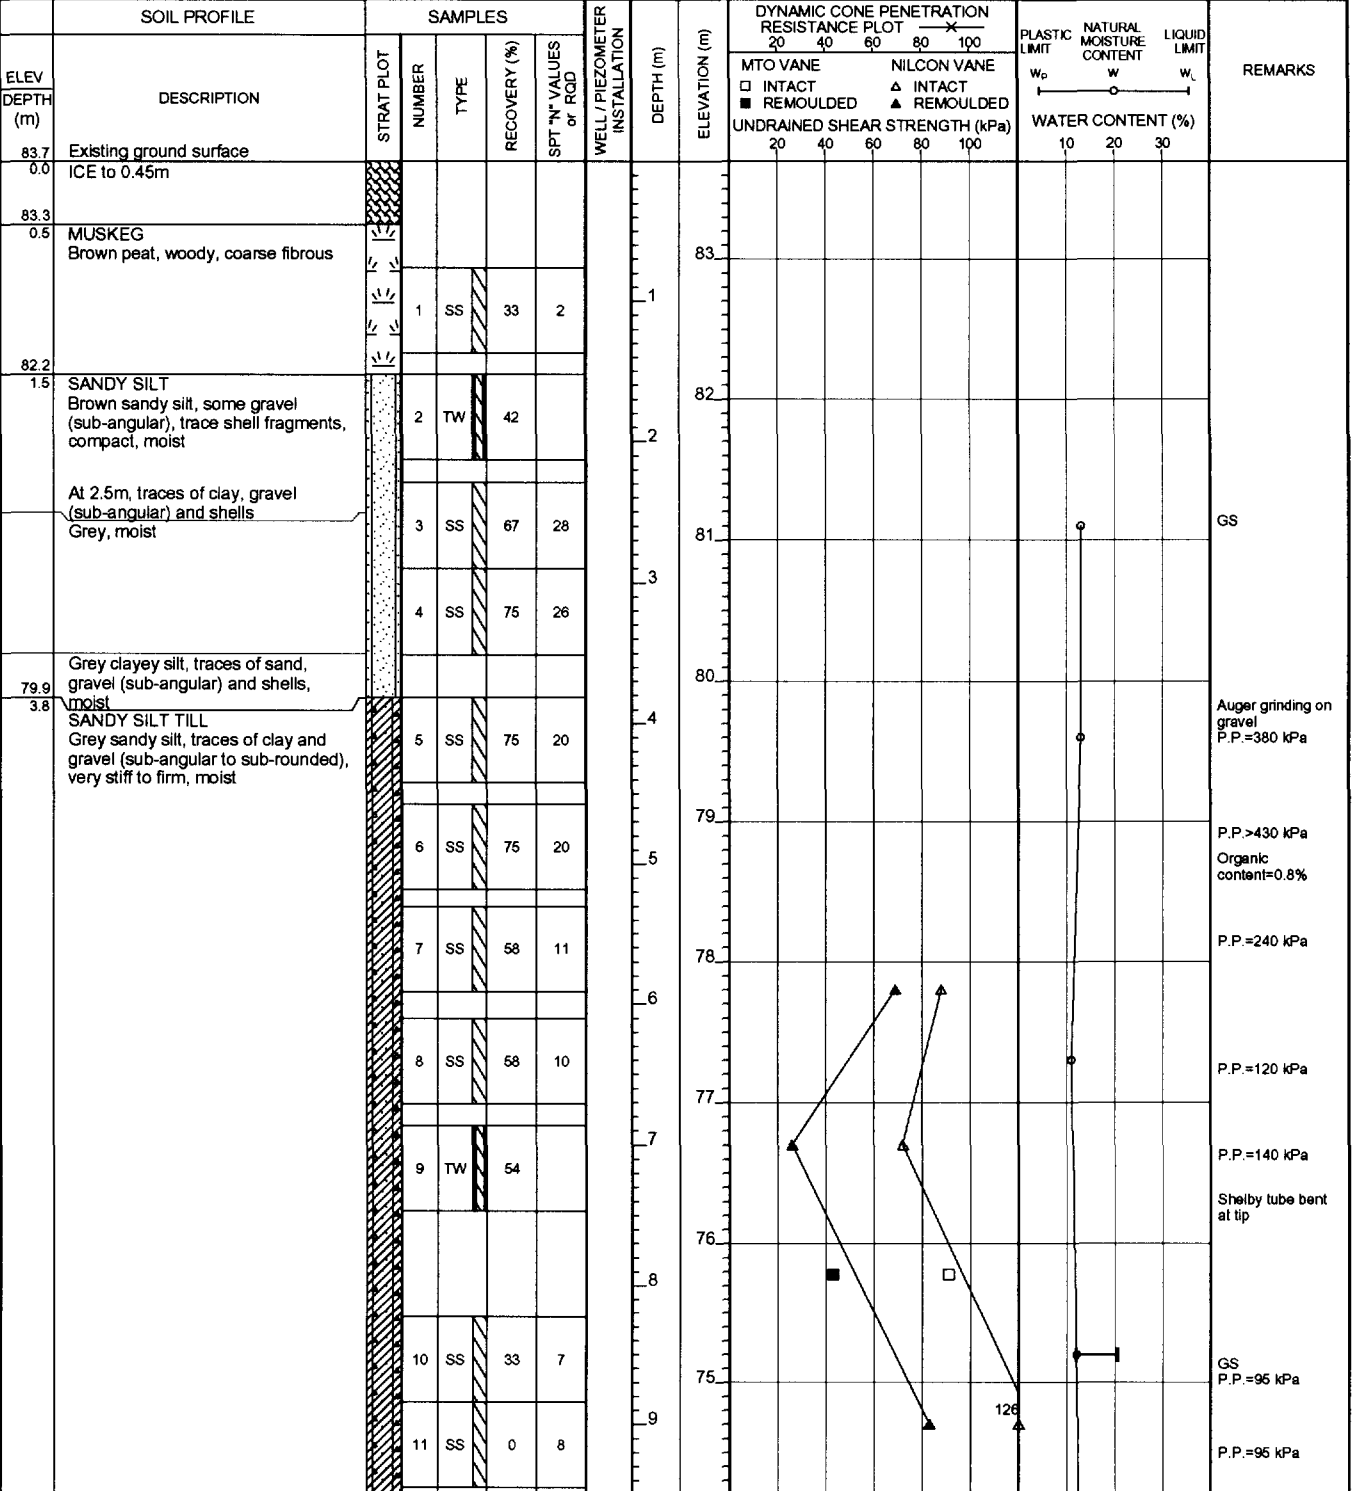 SOIL PROFILE
SAMPLES
ELEV
DEPTH
(m)
DESCRIPTION
STRAT PLOT
NUMBER
TYPE
RECOVERY (%)
SPT "N" VALUES
or RQD
WELL / PIEZOMETER
INSTALLATION
DEPTH (m)
ELEVATION (m)
DYNAMIC CONE PENETRATION
RESISTANCE PLOT
20 40 60 80 100
MTO VANE NILCON VANE
INTACT INTACT
REMOULDED REMOULDED
UNDRAINED SHEAR STRENGTH (kPa)
20 40 60 80 100
PLASTIC LIMIT
NATURAL MOISTURE CONTENT
LIQUID LIMIT
WP W WL
WATER CONTENT (%)
10 20 30
REMARKS
83.7 Existing ground surface
0.0 ICE to 0.45m
83.3
0.5 MUSKEG
Brown peat, woody, coarse fibrous
83
1
1 SS 33 2
82.2
1.5 SANDY SILT
Brown sandy silt, some gravel
(sub-angular), trace shell fragments,
compact, moist
82
2 TW 42
2
At 2.5m, traces of clay, gravel
(sub-angular) and shells
Grey, moist
3 SS 67 28
81
GS
3
4 SS 75 26
Grey clayey silt, traces of sand,
gravel (sub-angular) and shells,
moist
80
79.9
3.8
SANDY SILT TILL
Grey sandy silt, traces of clay and
gravel (sub-angular to sub-rounded),
very stiff to firm, moist
4
5 SS 75 20
Auger grinding on
gravel
P.P.=380 kPa
79
P.P.>430 kPa
6 SS 75 20
5
Organic
content=0.8%
7 SS 58 11
P.P.=240 kPa
78
6
8 SS 58 10
P.P.=120 kPa
77
7
9 TW 54
P.P.=140 kPa
Shelby tube bent
at tip
76
8
10 SS 33 7
GS
P.P.=95 kPa
75
126
9
11 SS 0 8
P.P.=95 kPa